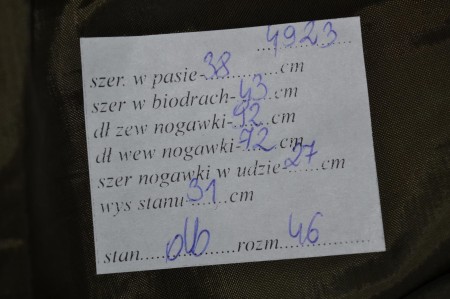 4923
szer. w pasie-38..............cm
szer w biodrach-43....cm
dł zew nogawki-92....cm
dł wew nogawki-72...cm
szer nogawki w udzie-27....cm
wys stanu-31......cm
stan......db......rozm...46...........